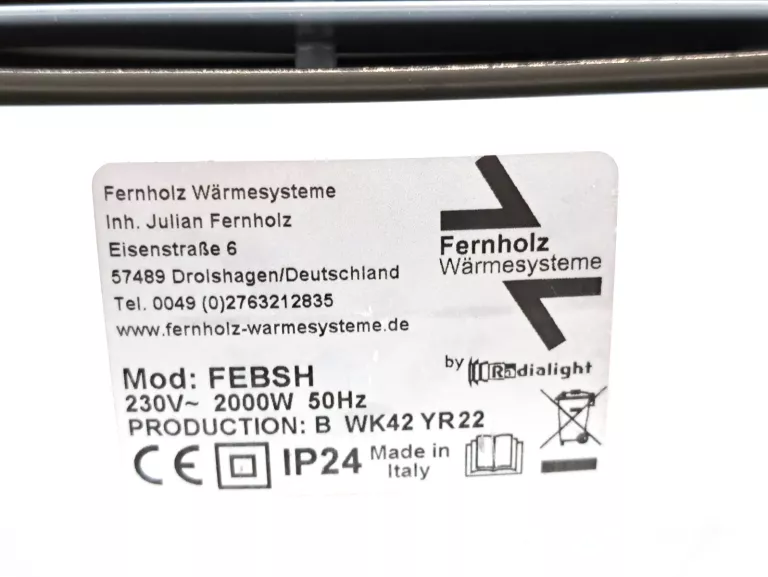 Fernholz Wärmesysteme
Inh. Julian Fernholz
Eisenstraße 6
57489 Drolshagen/Deutschland
Tel. 0049 (0)2763212835
www.fernholz-warmesysteme.de
Fernholz
Wärmesysteme
by Radialight
Mod: FEBSH
230V~ 2000W 50Hz
PRODUCTION: B WK42 YR22
CE IP24 Made in
Italy